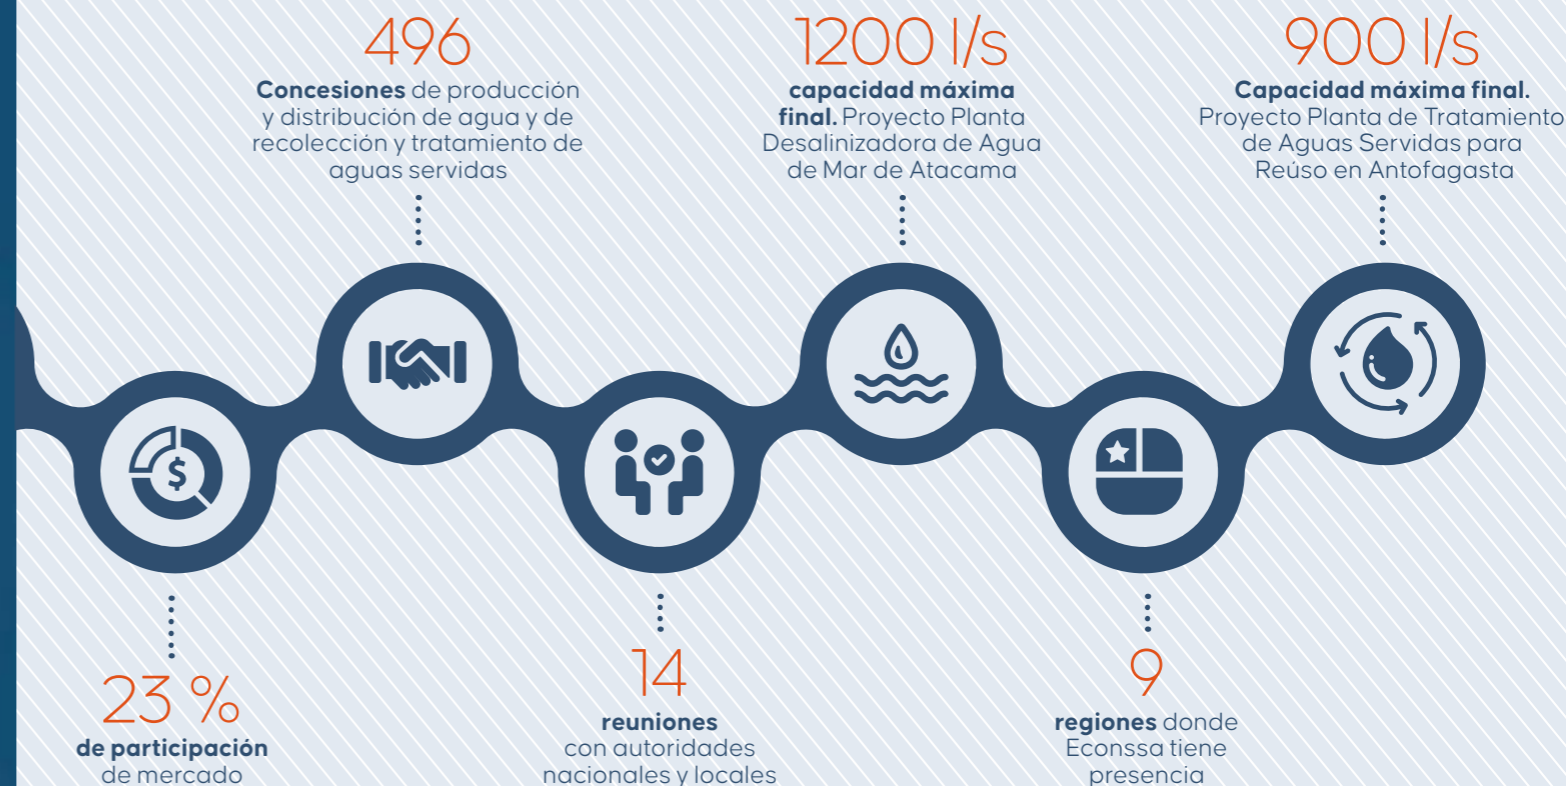 496
Concesiones de producción
y distribución de agua y de
recolección y tratamiento de
aguas servidas
1200 l/s
capacidad máxima
final. Proyecto Planta
Desalinizadora de Agua
de Mar de Atacama
900 l/s
Capacidad máxima final.
Proyecto Planta de Tratamiento
de Aguas Servidas para
Reúso en Antofagasta
$
23 %
de participación
de mercado
14
reuniones
con autoridades
nacionales y locales
9
regiones donde
Econssa tiene
presencia